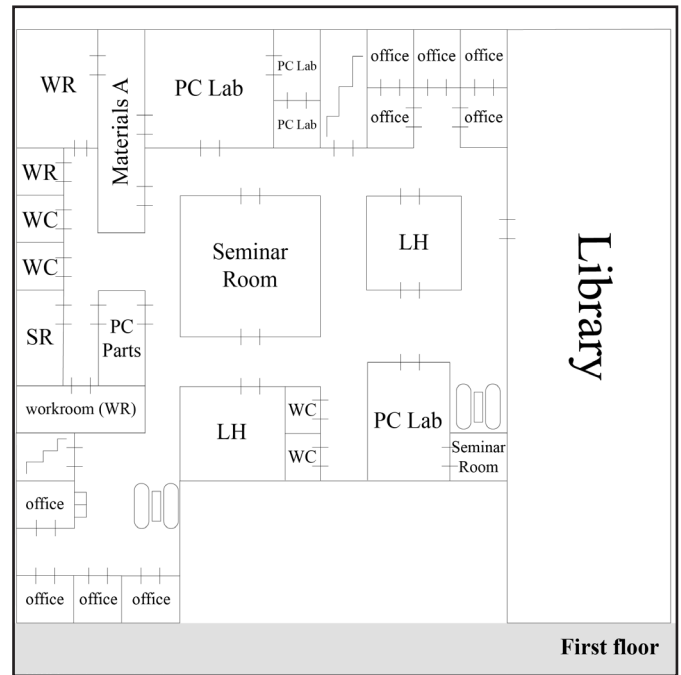 office
office
office
PC Lab
WR
PC Lab
Materials A
office
PC Lab
office
WR
WC
LH
Seminar
Room
WC
Library
PC
Parts
SR
workroom (WR)
WC
PC Lab
LH
WC
Seminar
Room
office
office
office
office
First floor